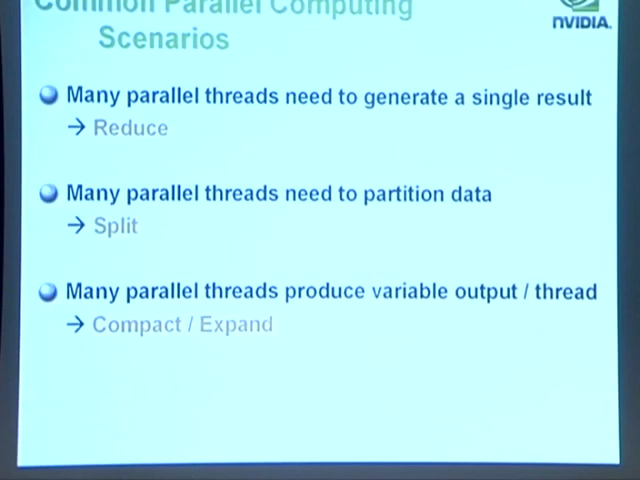 Common Parallel Computing
Scenarios
NVIDIA.
Many parallel threads need to generate a single result
→ Reduce
Many parallel threads need to partition data
→ Split
Many parallel threads produce variable output / thread
→ Compact / Expand